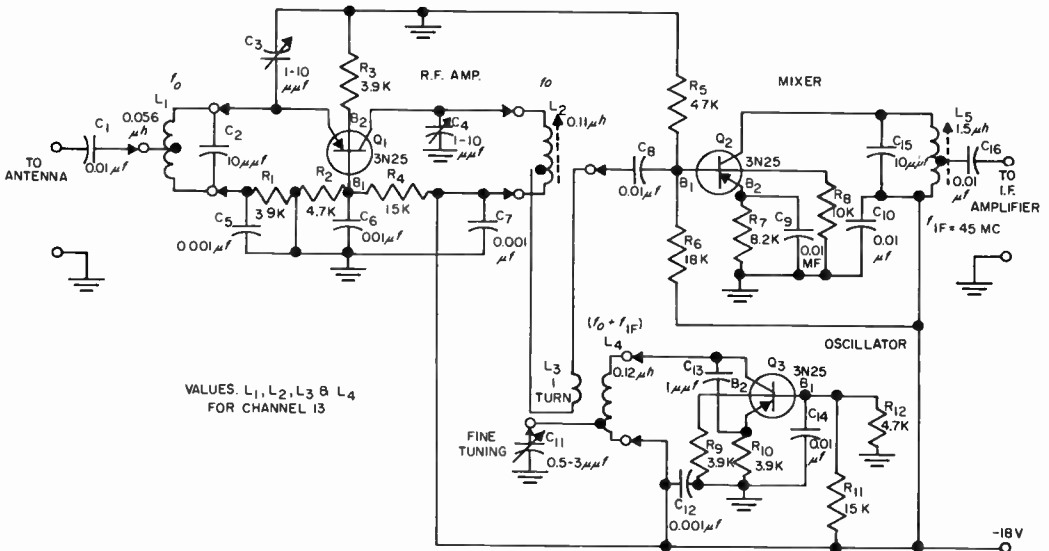 C3
1-10
μμf
R3
3.9K
R.F. AMP.
MIXER
fo
L1
0.056
μh
C1
0.01μf
TO
ANTENNA
C2
10μμf
B2
Q1
3N25
B1
C4
1-10
μμf
fo
L2
0.11μh
R5
47K
Q2
3N25
B1
B2
C8
0.01μf
C15
10μμf
L5
1.5μh
C16
0.01
μf
TO
I.F.
AMPLIFIER
fIF = 45 MC
R1
3.9K
R2
4.7K
R4
15K
C5
0.001μf
C6
001μf
C7
0.001
μf
R6
18K
R7
8.2K
C9
0.01
MF
R8
10K
C10
0.01
μf
OSCILLATOR
(fo + fIF)
L4
0.12μh
L3
1
TURN
C13
1μμf
B2
Q3
3N25
B1
C14
0.01
μf
R12
4.7K
VALUES. L1, L2, L3 & L4
FOR CHANNEL 13
FINE
TUNING
C11
0.5-3μμf
R9
3.9K
R10
3.9K
R11
15K
C12
0.001μf
-18V